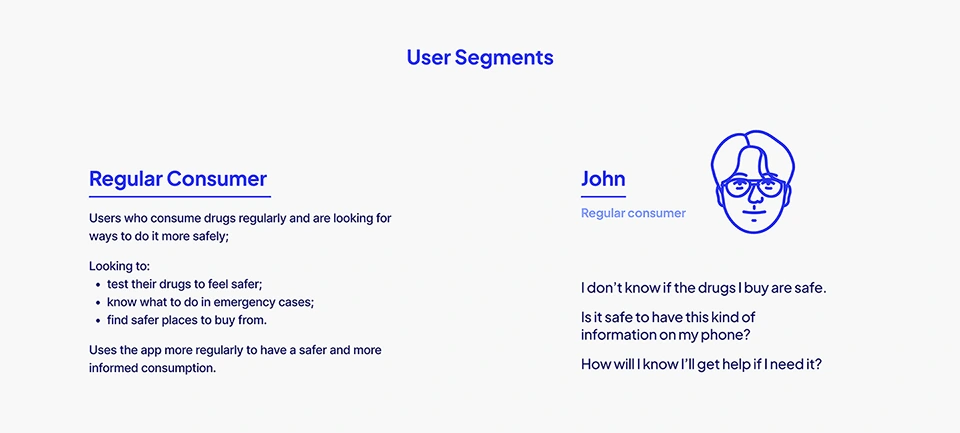 User Segments
Regular Consumer
Users who consume drugs regularly and are looking for
ways to do it more safely;
Looking to:
• test their drugs to feel safer;
• know what to do in emergency cases;
• find safer places to buy from.
Uses the app more regularly to have a safer and more
informed consumption.
John
Regular consumer
I don’t know if the drugs I buy are safe.
Is it safe to have this kind of
information on my phone?
How will I know I’ll get help if I need it?